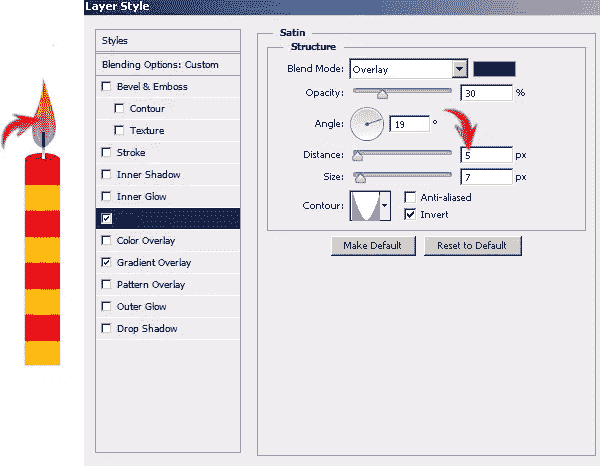 Layer Style
Styles
Blending Options: Custom
Bevel & Emboss
Contour
Texture
Stroke
Inner Shadow
Inner Glow
Color Overlay
Gradient Overlay
Pattern Overlay
Outer Glow
Drop Shadow
Satin
Structure
Blend Mode: Overlay
Opacity: 30 %
Angle: 19 °
Distance: 5 px
Size: 7 px
Contour: Anti-aliased
Invert
Make Default Reset to Default